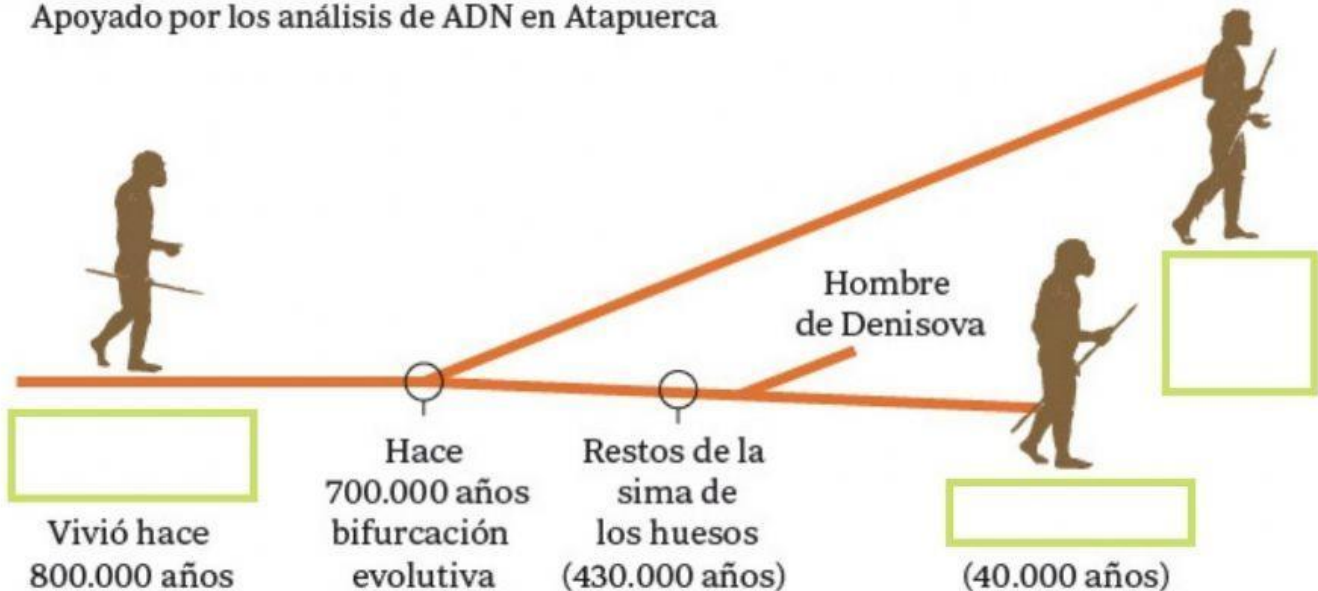 Apoyado por los análisis de ADN en Atapuerca
Hombre
de Denisova
Vivió hace
800.000 años
Hace
700.000 años
bifurcación
evolutiva
Restos de la
sima de
los huesos
(430.000 años)
(40.000 años)